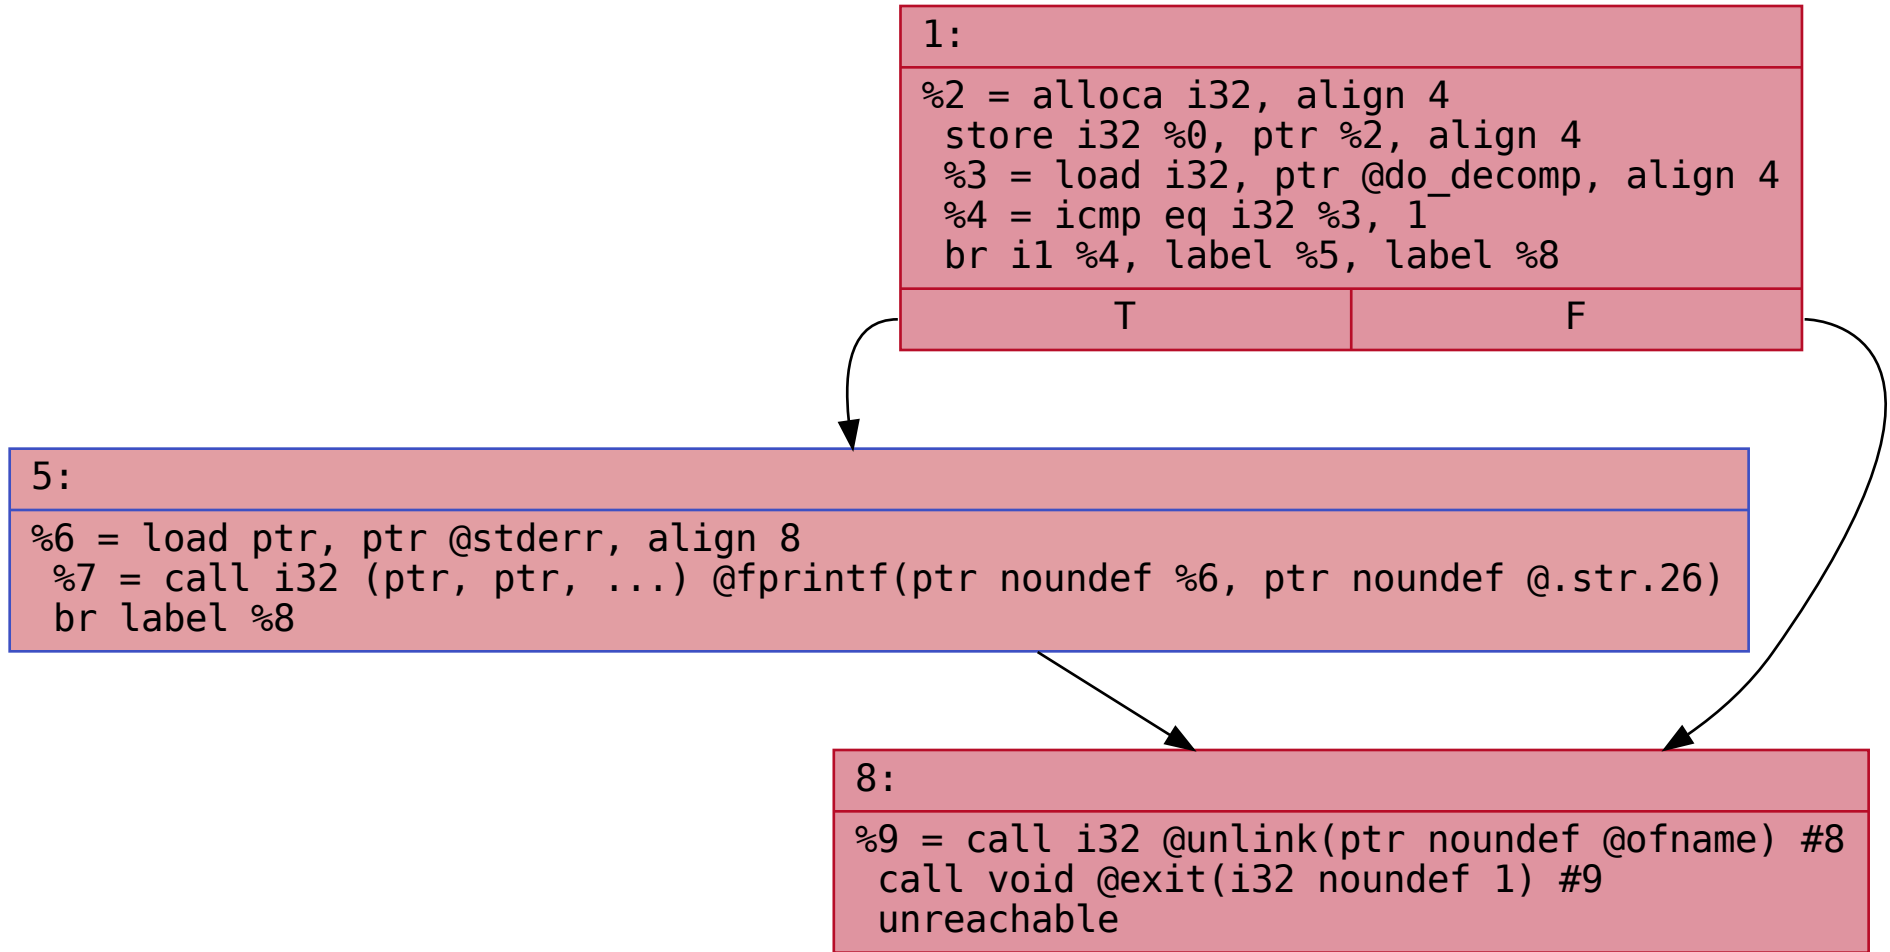 1:
%2 = alloca i32, align 4
store i32 %0, ptr %2, align 4
%3 = load i32, ptr @do_decomp, align 4
%4 = icmp eq i32 %3, 1
br i1 %4, label %5, label %8
T F
5:
%6 = load ptr, ptr @stderr, align 8
%7 = call i32 (ptr, ptr, ...) @fprintf(ptr noundef %6, ptr noundef @.str.26)
br label %8
8:
%9 = call i32 @unlink(ptr noundef @ofname) #8
call void @exit(i32 noundef 1) #9
unreachable